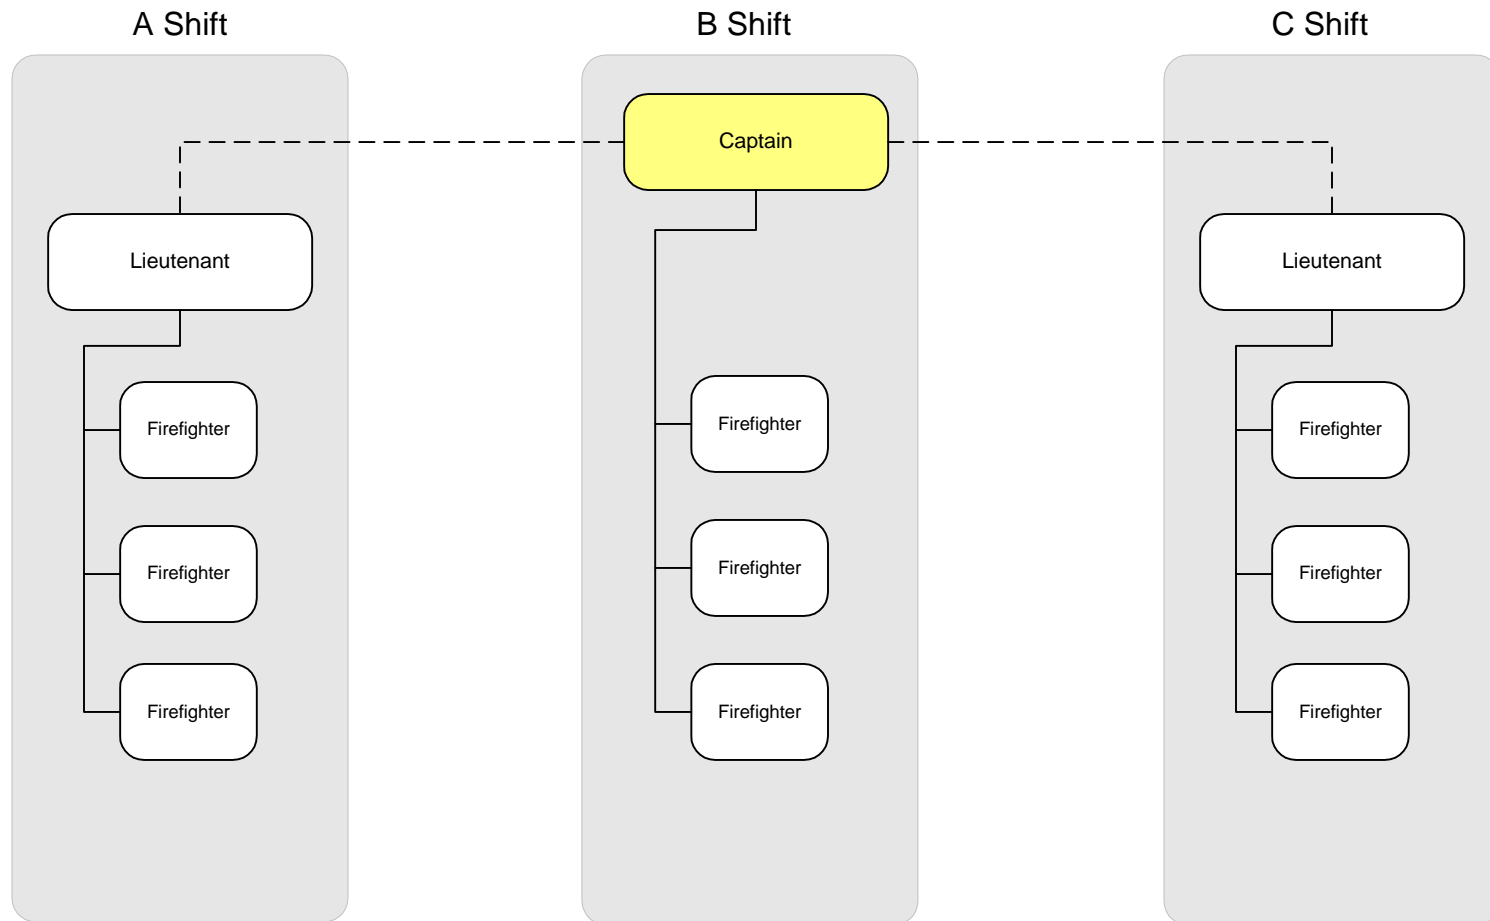 A Shift
B Shift
C Shift
Captain
Lieutenant
Lieutenant
Firefighter
Firefighter
Firefighter
Firefighter
Firefighter
Firefighter
Firefighter
Firefighter
Firefighter